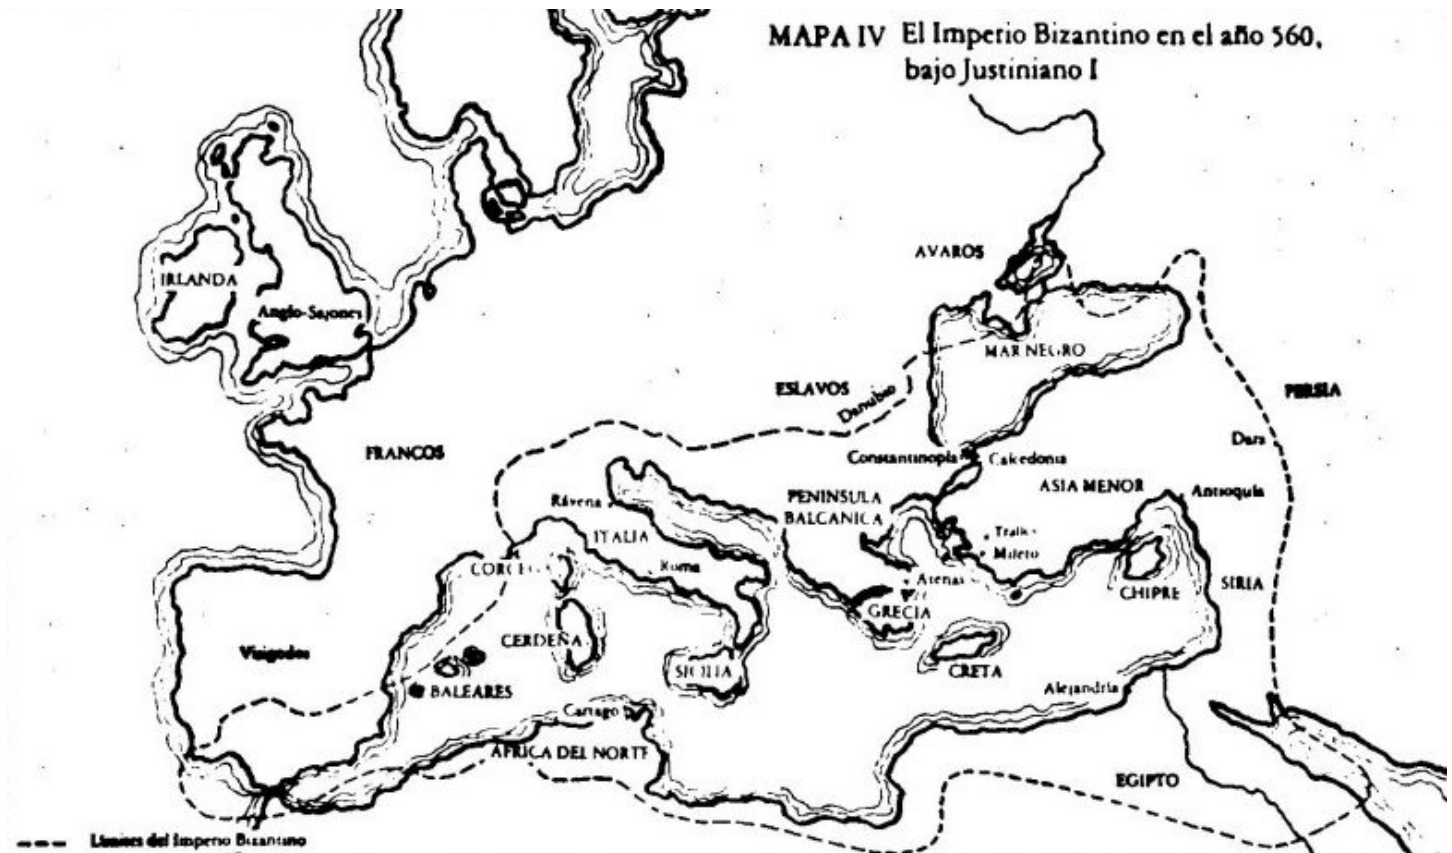 MAPA IV El Imperio Bizantino en el año 560,
bajo Justiniano I
AVAROS
IRLANDA
Anglo-Sajones
MAR NEGRO
ESLAVOS
Danubio
PERSIA
FRANCOS
Constantinopla
Calcedonia
Dara
ASIA MENOR
Antioquía
PENINSULA
BALCANICA
Rávena
ITALIA
Mileto
CORCEGA
Roma
Atenas
CHIPRE
SIRIA
GRECIA
CERDEÑA
Visigodos
SICILIA
CRETA
BALEARES
Alejandría
Cartago
AFRICA DEL NORTE
EGIPTO
Límites del Imperio Bizantino